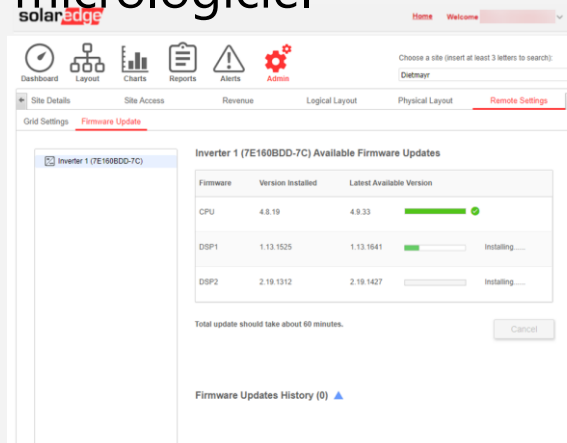 micrologiciel
solaredge
Home Welcome
Dashboard Layout Charts Reports Alerts Admin
Choose a site (insert at least 3 letters to search):
Dietmayr
Site Details Site Access Revenue Logical Layout Physical Layout Remote Settings
Grid Settings Firmware Update
Inverter 1 (7E160BDD-7C)
Inverter 1 (7E160BDD-7C) Available Firmware Updates
Firmware Version Installed Latest Available Version
CPU 4.8.19 4.9.33
DSP1 1.13.1525 1.13.1641 Installing.....
DSP2 2.19.1312 2.19.1427 Installing.....
Total update should take about 60 minutes.
Cancel
Firmware Updates History (0)